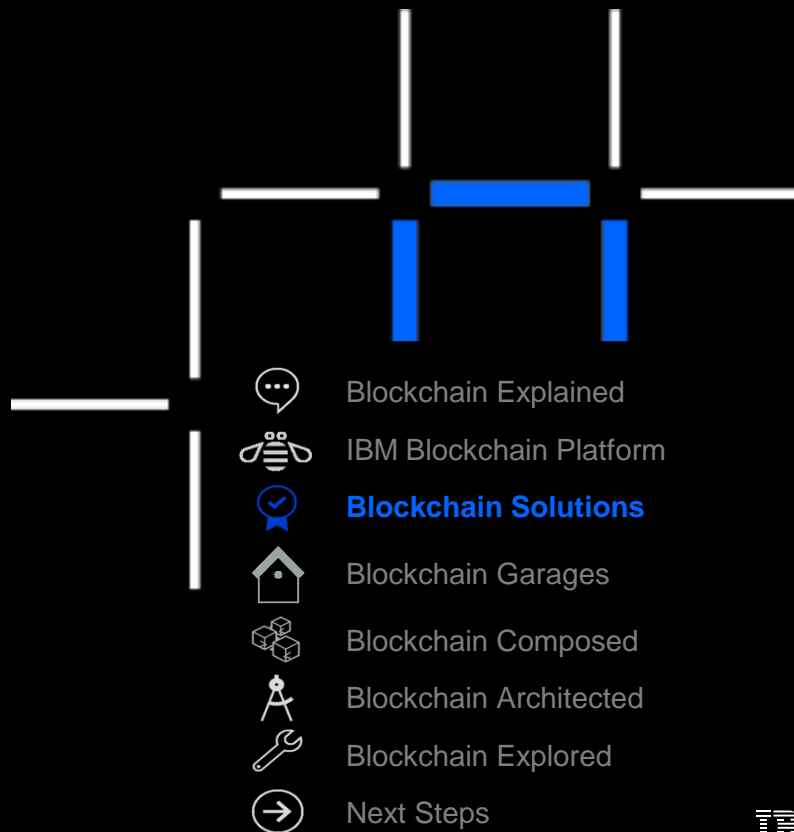 Blockchain Explained
IBM Blockchain Platform
Blockchain Solutions
Blockchain Garages
Blockchain Composed
Blockchain Architected
Blockchain Explored
Next Steps